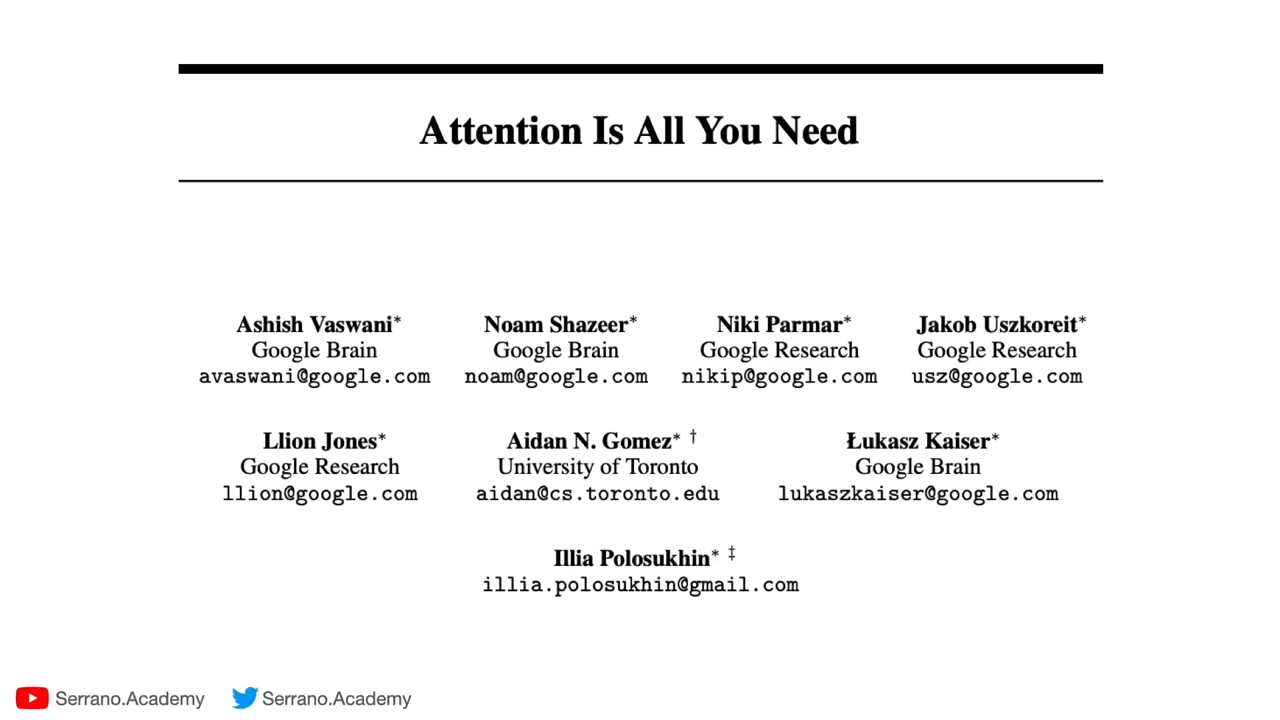 Attention Is All You Need
Ashish Vaswani* Noam Shazeer* Niki Parmar* Jakob Uszkoreit*
Google Brain Google Brain Google Research Google Research
avaswani@google.com noam@google.com nikip@google.com usz@google.com
Llion Jones* Aidan N. Gomez* † Łukasz Kaiser*
Google Research University of Toronto Google Brain
llion@google.com aidan@cs.toronto.edu lukaszkaiser@google.com
Illia Polosukhin* ‡
illia.polosukhin@gmail.com
Serrano.Academy Serrano.Academy